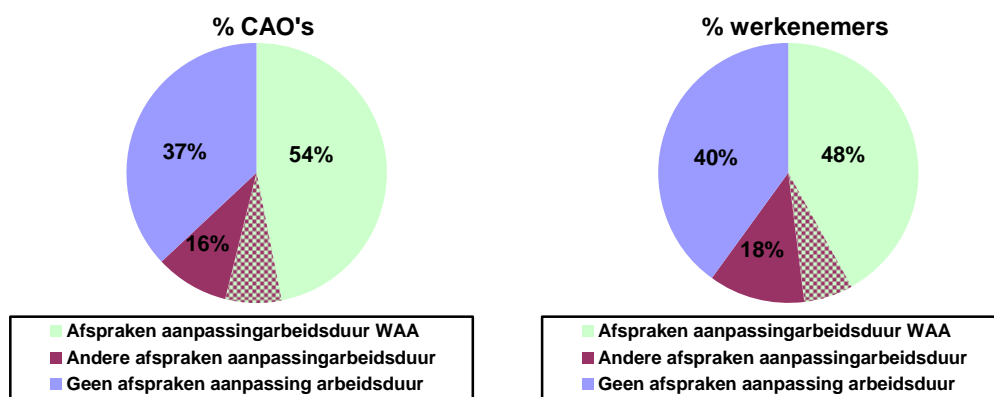 % CAO's
37%
54%
16%
Afspraken aanpassingarbeidsduur WAA
Andere afspraken aanpassingarbeidsduur
Geen afspraken aanpassing arbeidsduur
% werkenemers
40%
48%
18%
Afspraken aanpassingarbeidsduur WAA
Andere afspraken aanpassingarbeidsduur
Geen afspraken aanpassing arbeidsduur